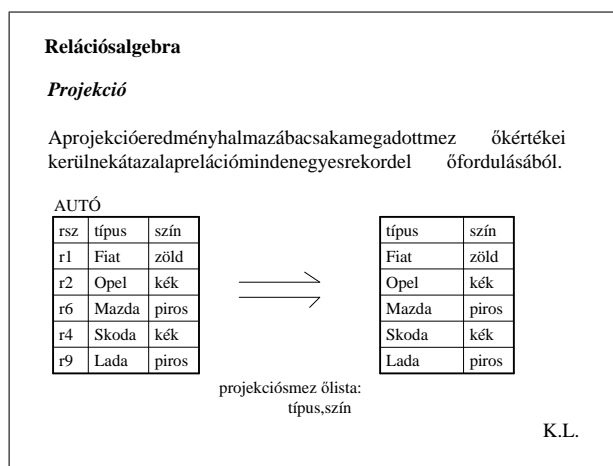 Relációsalgebra
Projekció
Aprojekcióeredményhalmazábacsakamegadottmez őkértékei
kerülnekátazalaprelációmindenegyesrekordel őfordulásából.
AUTÓ
rsz típus szín
r1 Fiat zöld
r2 Opel kék
r6 Mazda piros
r4 Skoda kék
r9 Lada piros
típus szín
Fiat zöld
Opel kék
Mazda piros
Skoda kék
Lada piros
projekciósmez őlista:
típus,szín
K.L.